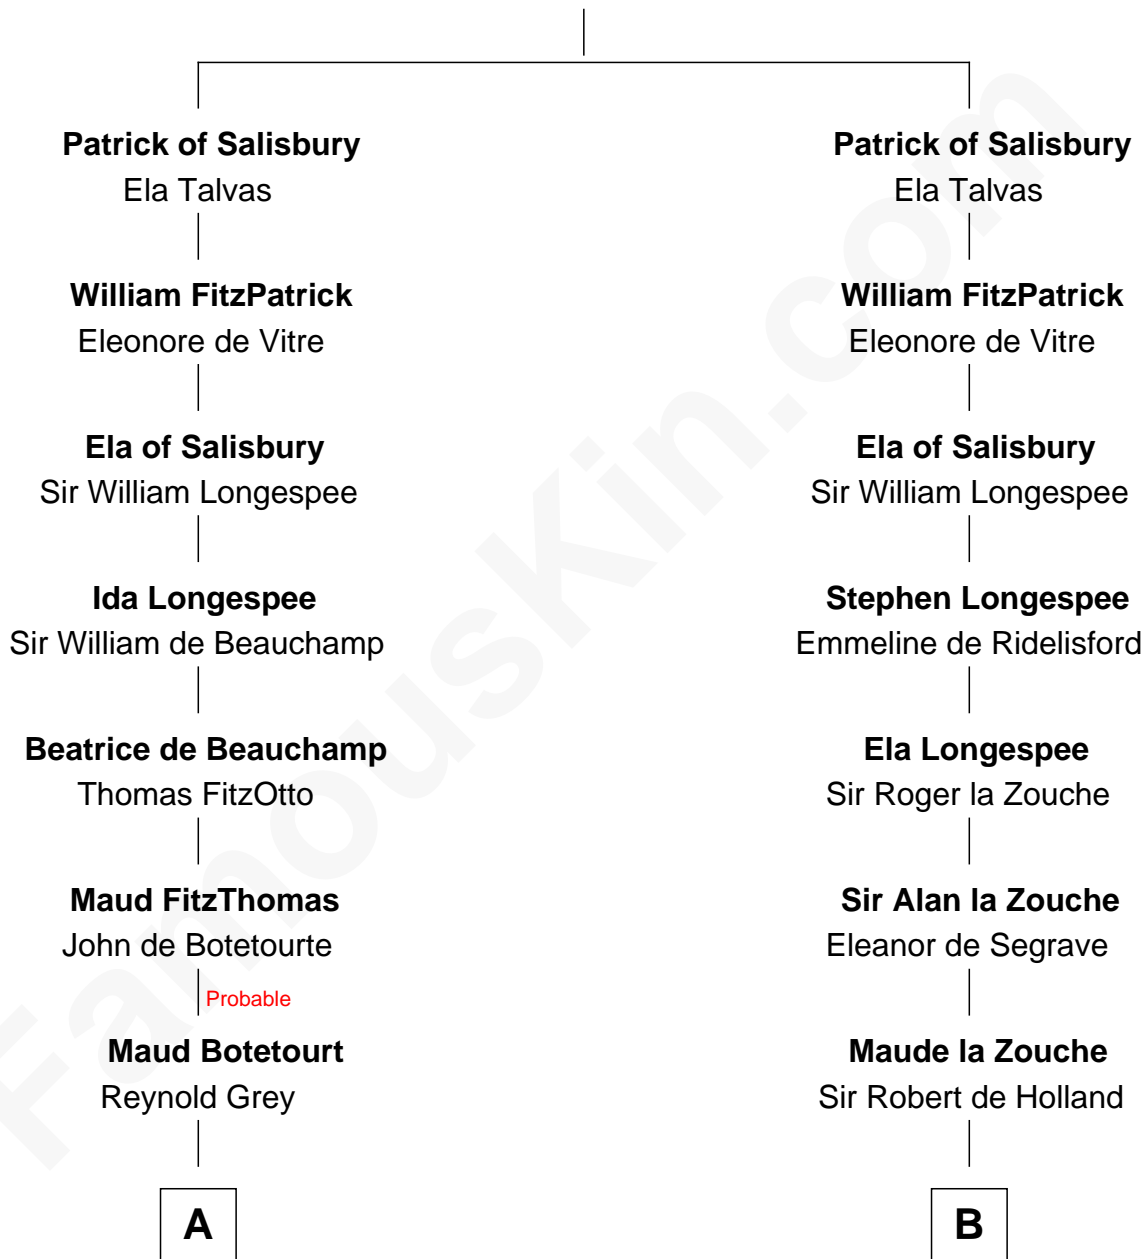 Patrick of Salisbury
Ela Talvas
William FitzPatrick
Eleonore de Vitre
Ela of Salisbury
Sir William Longespee
Ida Longespee
Sir William de Beauchamp
Beatrice de Beauchamp
Thomas FitzOtto
Maud FitzThomas
John de Botetourte
Probable
Maud Botetourt
Reynold Grey
A
Patrick of Salisbury
Ela Talvas
William FitzPatrick
Eleonore de Vitre
Ela of Salisbury
Sir William Longespee
Stephen Longespee
Emmeline de Ridelisford
Ela Longespee
Sir Roger la Zouche
Sir Alan la Zouche
Eleanor de Segrave
Maude la Zouche
Sir Robert de Holland
B
FamousKin.com